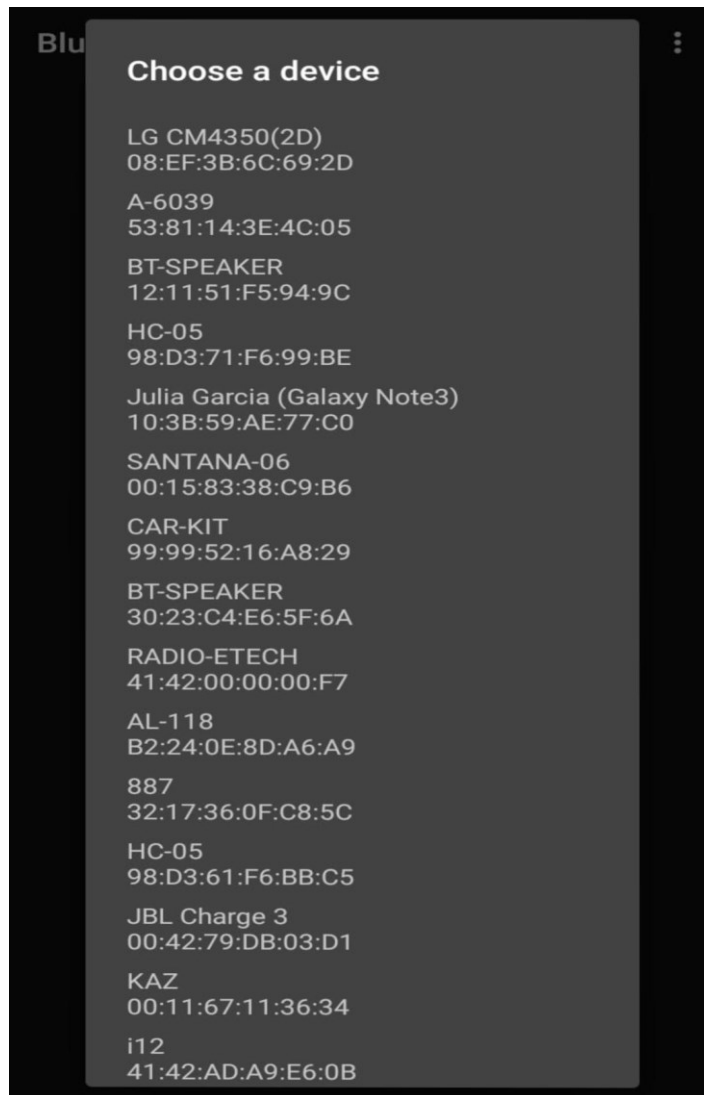 Blu
Choose a device
LG CM4350(2D)
08:EF:3B:6C:69:2D
A-6039
53:81:14:3E:4C:05
BT-SPEAKER
12:11:51:F5:94:9C
HC-05
98:D3:71:F6:99:BE
Julia Garcia (Galaxy Note3)
10:3B:59:AE:77:C0
SANTANA-06
00:15:83:38:C9:B6
CAR-KIT
99:99:52:16:A8:29
BT-SPEAKER
30:23:C4:E6:5F:6A
RADIO-ETECH
41:42:00:00:00:F7
AL-118
B2:24:0E:8D:A6:A9
887
32:17:36:0F:C8:5C
HC-05
98:D3:61:F6:BB:C5
JBL Charge 3
00:42:79:DB:03:D1
KAZ
00:11:67:11:36:34
i12
41:42:AD:A9:E6:0B